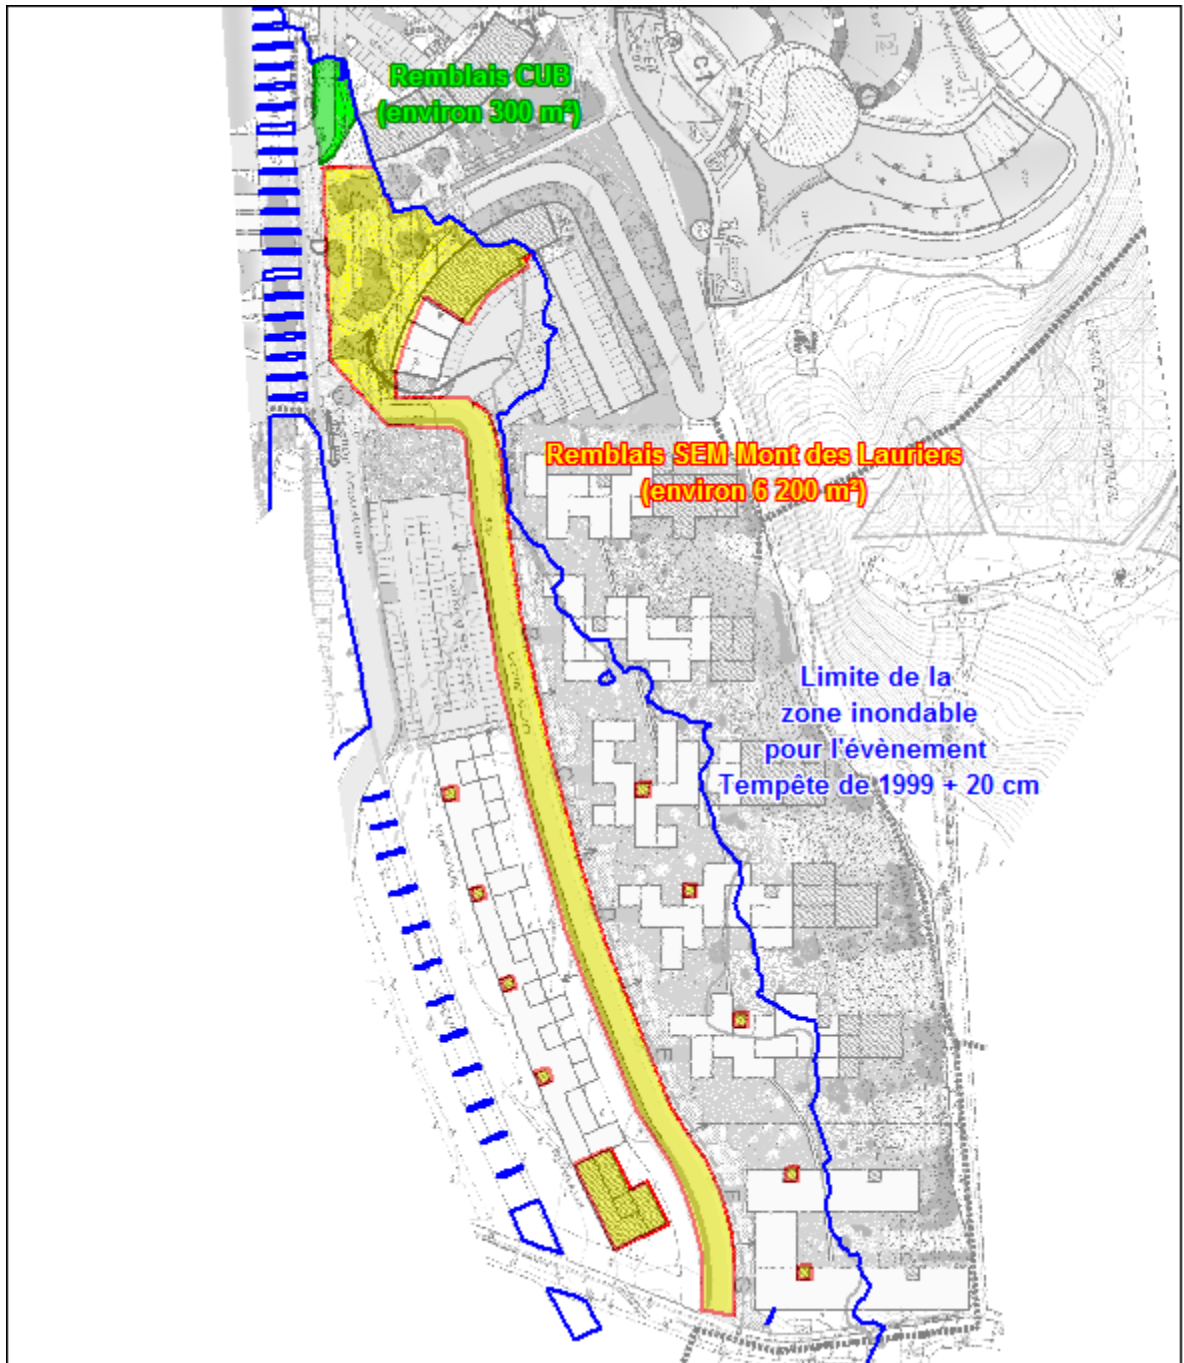 Remblais CUB
(environ 300 m²)
Remblais SEM Mont des Lauriers
(environ 6 200 m²)
Limite de la
zone inondable
pour l'évènement
Tempête de 1999 + 20 cm